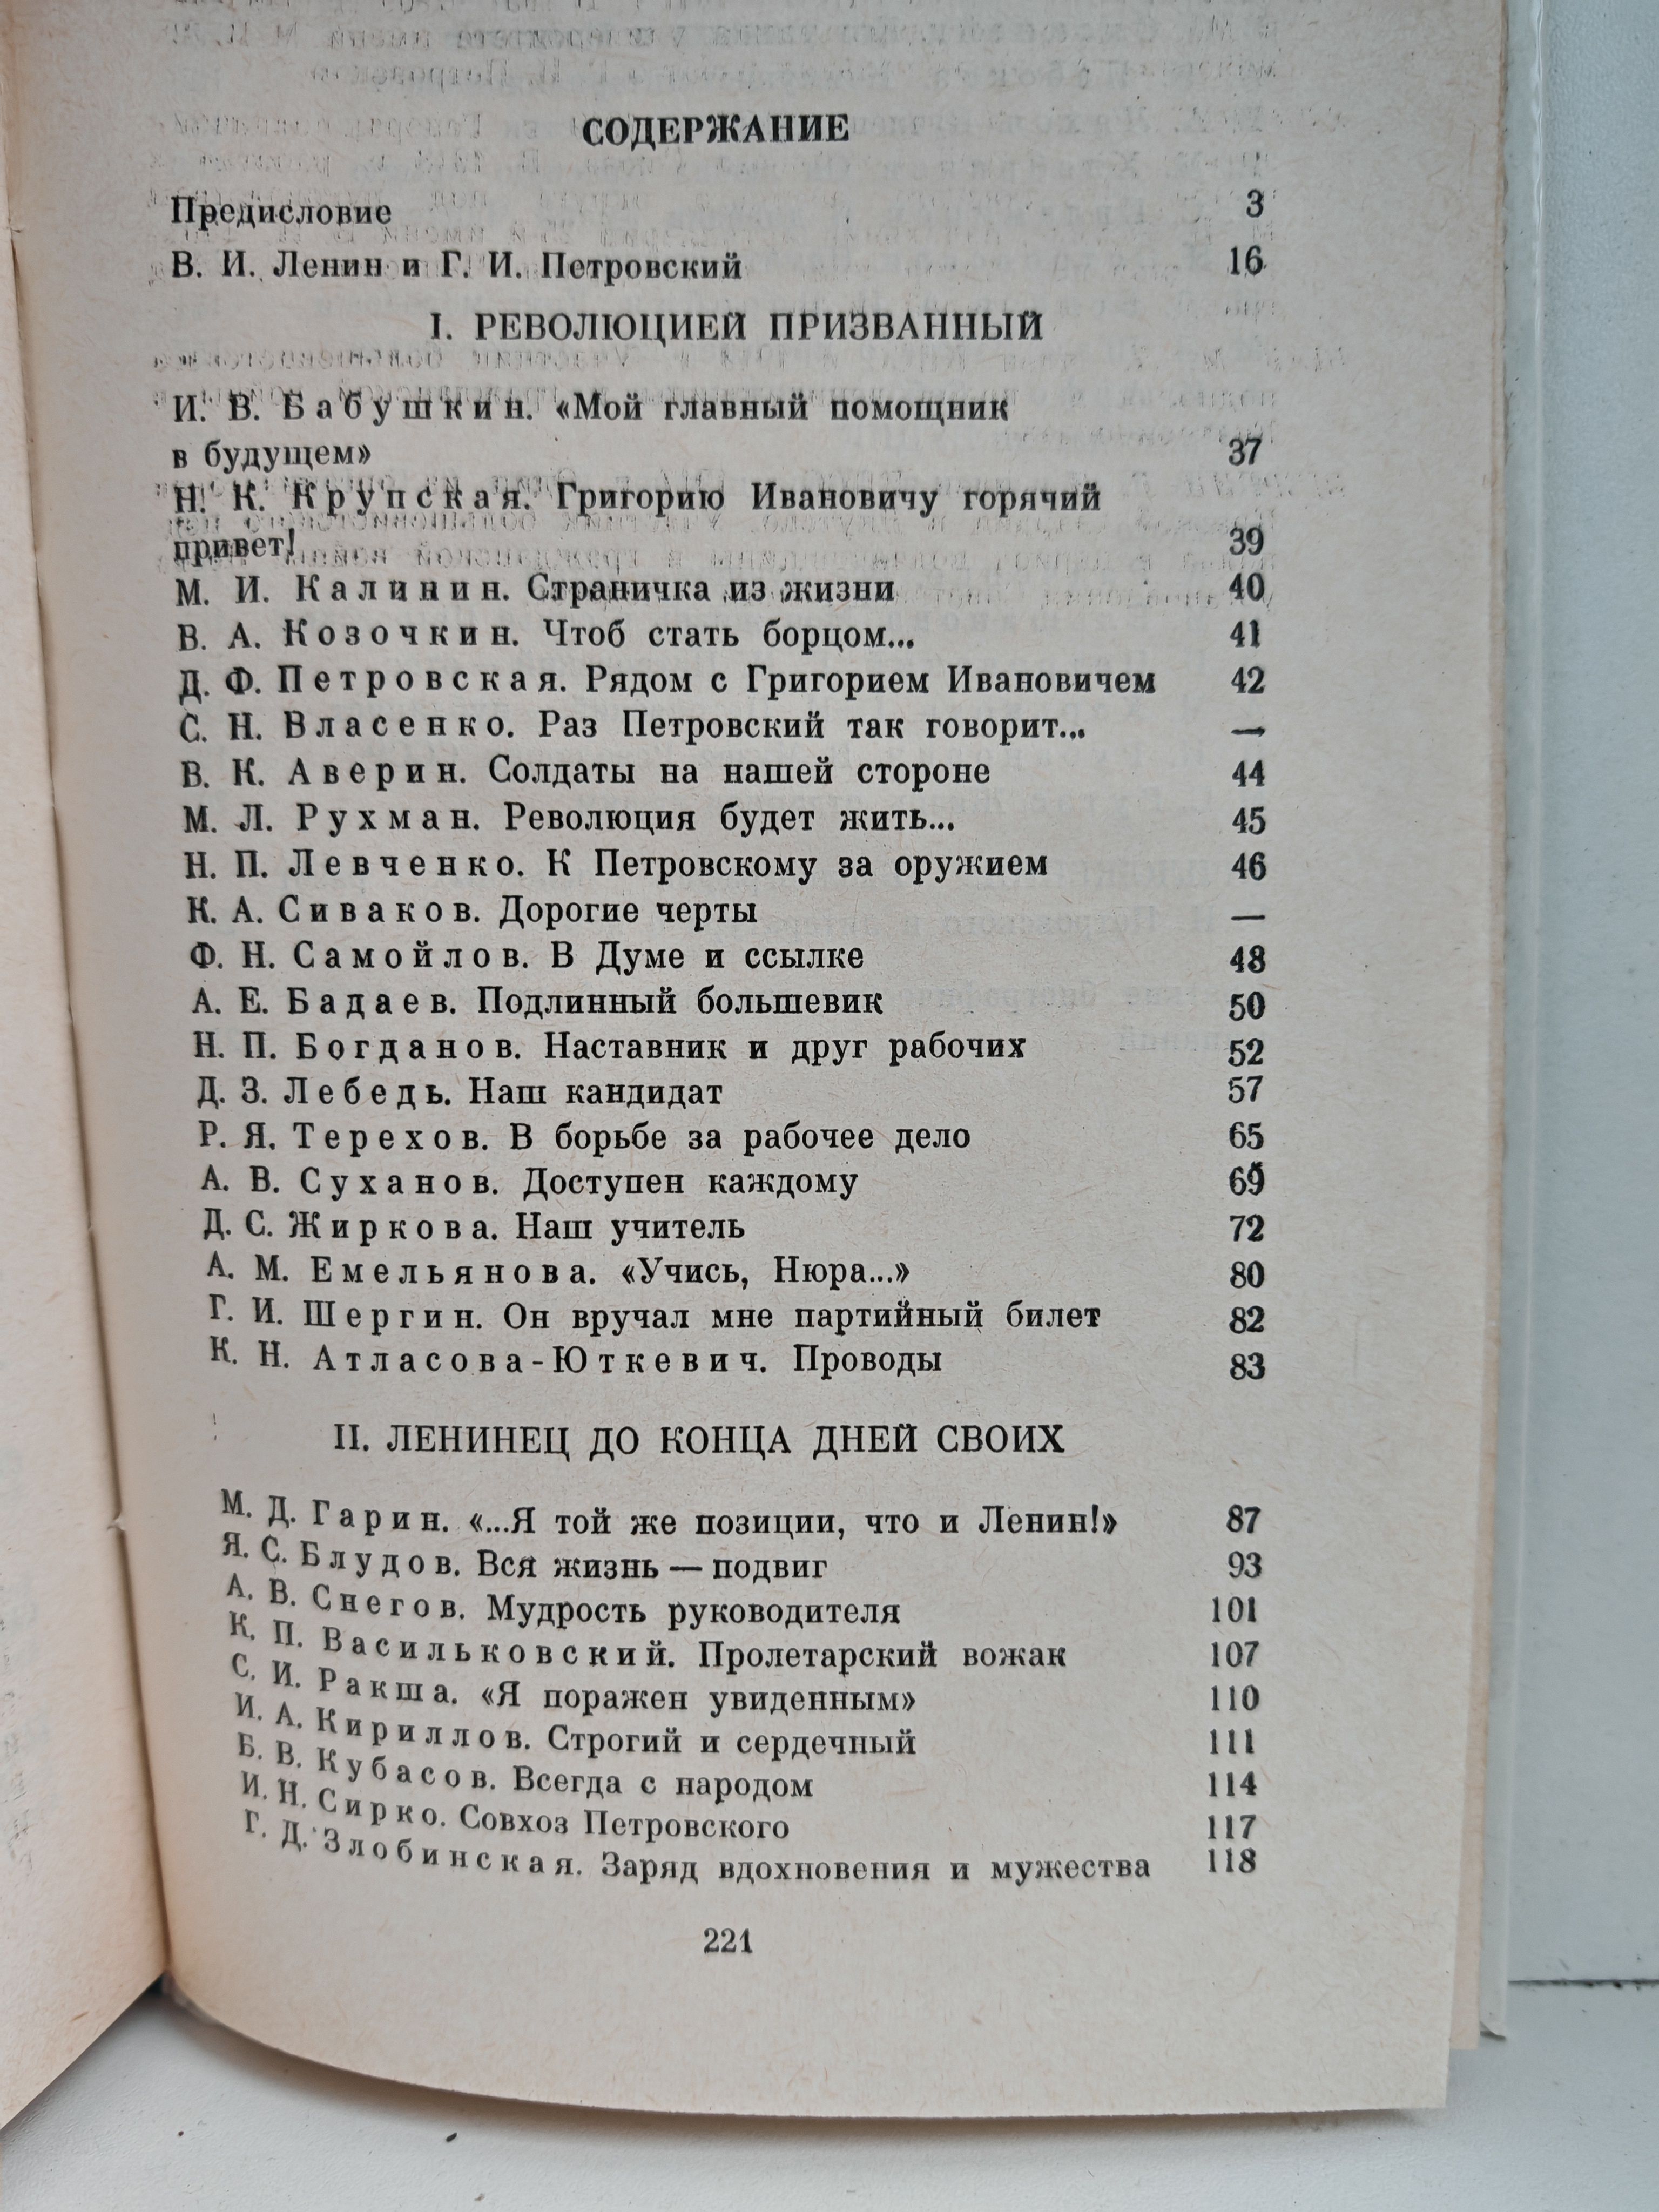 СОДЕРЖАНИЕ
Предисловие 3
В. И. Ленин и Г. И. Петровский 16
I. РЕВОЛЮЦИЕЙ ПРИЗВАННЫЙ
И. В. Бабушкин. «Мой главный помощник
в будущем» 37
Н. К. Крупская. Григорию Ивановичу горячий
привет! 39
М. И. Калинин. Страничка из жизни 40
В. А. Козочкин. Чтоб стать борцом... 41
Д. Ф. Петровская. Рядом с Григорием Ивановичем 42
С. Н. Власенко. Раз Петровский так говорит... —
В. К. Аверин. Солдаты на нашей стороне 44
М. Л. Рухман. Революция будет жить... 45
Н. П. Левченко. К Петровскому за оружием 46
К. А. Сиваков. Дорогие черты —
Ф. Н. Самойлов. В Думе и ссылке 48
А. Е. Бадаев. Подлинный большевик 50
Н. П. Богданов. Наставник и друг рабочих 52
Д. З. Лебедь. Наш кандидат 57
Р. Я. Терехов. В борьбе за рабочее дело 65
А. В. Суханов. Доступен каждому 69
Д. С. Жиркова. Наш учитель 72
А. М. Емельянова. «Учись, Нюра...» 80
Г. И. Шергин. Он вручал мне партийный билет 82
К. Н. Атласова-Юткевич. Проводы 83
II. ЛЕНИНЕЦ ДО КОНЦА ДНЕЙ СВОИХ
М. Д. Гарин. «...Я той же позиции, что и Ленин!» 87
Я. С. Блудов. Вся жизнь — подвиг 93
А. В. Снегов. Мудрость руководителя 101
К. П. Васильковский. Пролетарский вожак 107
С. И. Ракша. «Я поражен увиденным» 110
И. А. Кириллов. Строгий и сердечный 111
Б. В. Кубасов. Всегда с народом 114
И. Н. Сирко. Совхоз Петровского 117
Г. Д. Злобинская. Заряд вдохновения и мужества 118
221